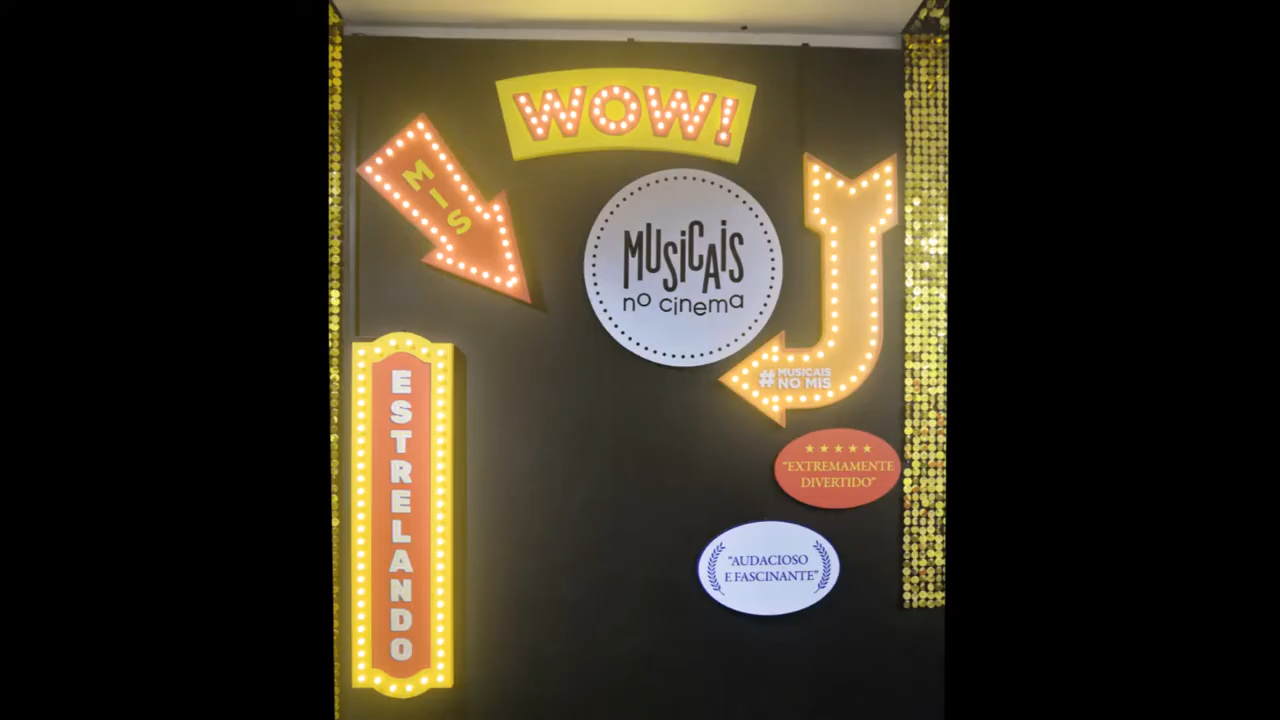 WOW!
MIS
MUSICAIS
no cinema
#MUSICAIS
NO MIS
ESTRELANDO
"EXTREMAMENTE
DIVERTIDO"
"AUDACIOSO
E FASCINANTE"